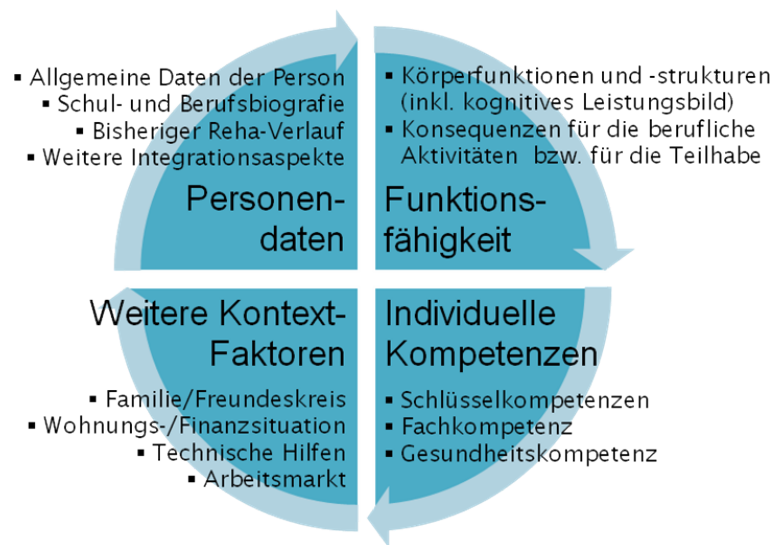 ▪ Allgemeine Daten der Person
▪ Schul- und Berufsbiografie
▪ Bisheriger Reha-Verlauf
▪ Weitere Integrationsaspekte
Personen-
daten
▪ Körperfunktionen und -strukturen
(inkl. kognitives Leistungsbild)
▪ Konsequenzen für die berufliche
Aktivitäten bzw. für die Teilhabe
Funktions-
fähigkeit
Weitere Kontext-
Faktoren
▪ Familie/Freundeskreis
▪ Wohnungs-/Finanzsituation
▪ Technische Hilfen
▪ Arbeitsmarkt
Individuelle
Kompetenzen
▪ Schlüsselkompetenzen
▪ Fachkompetenz
▪ Gesundheitskompetenz